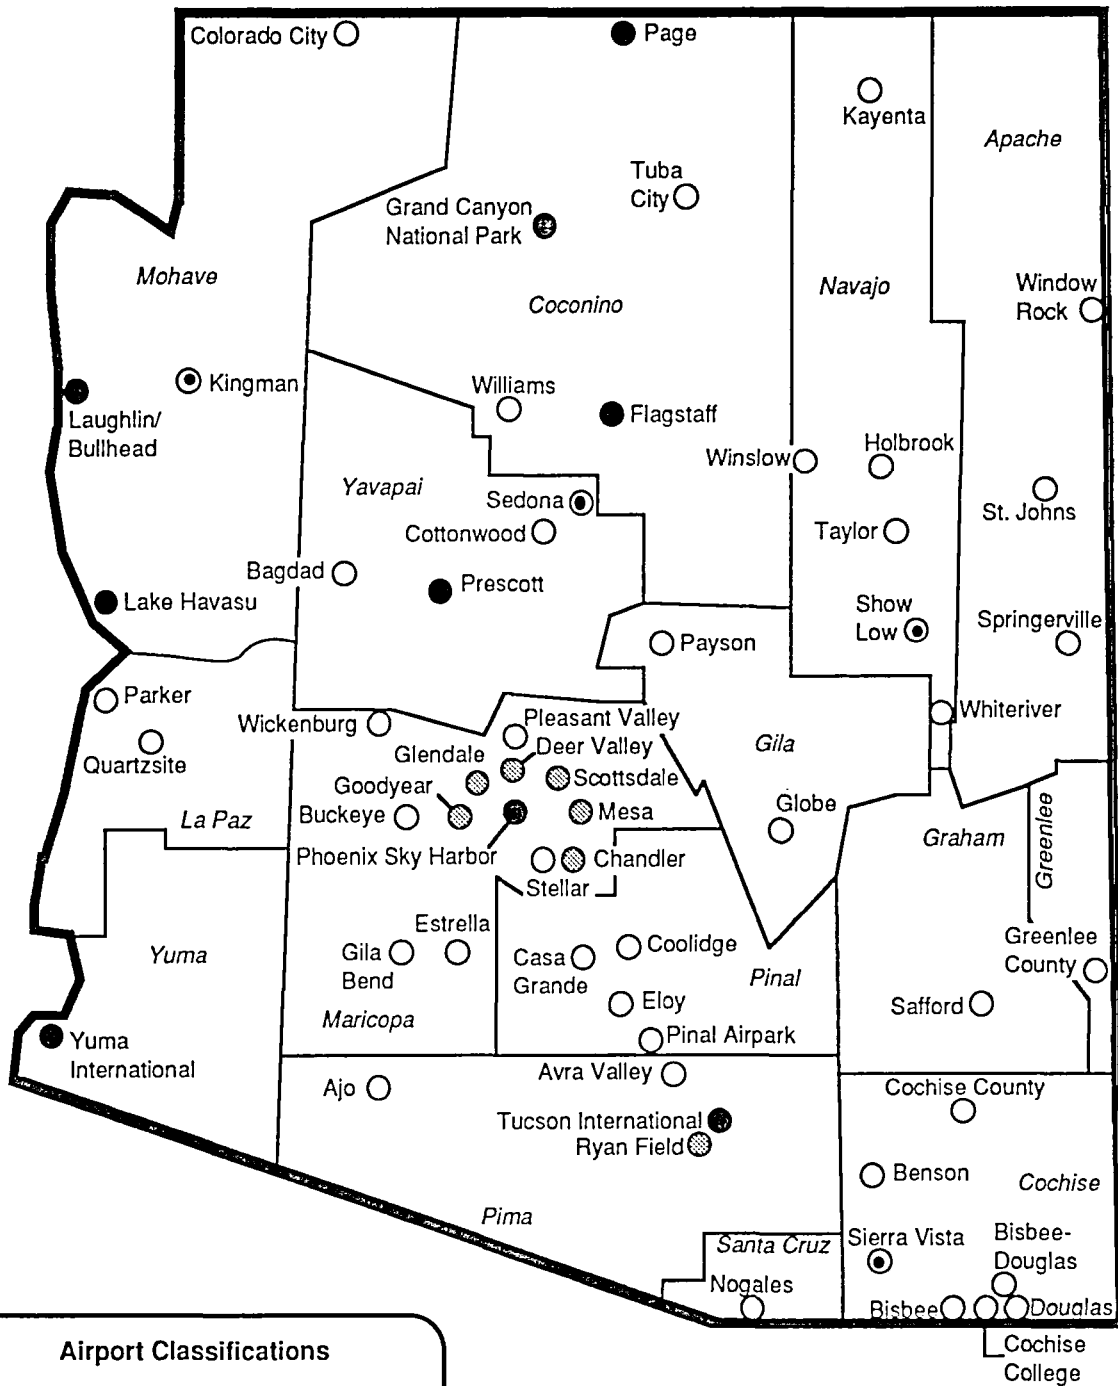 Colorado City
Page
Kayenta
Apache
Tuba
City
Grand Canyon
National Park
Mohave
Navajo
Window
Rock
Coconino
Kingman
Williams
Laughlin/
Bullhead
Flagstaff
Holbrook
Winslow
Yavapai
Sedona
St. Johns
Cottonwood
Taylor
Bagdad
Prescott
Lake Havasu
Show
Low
Springerville
Payson
Parker
Whiteriver
Wickenburg
Pleasant Valley
Glendale
Deer Valley
Gila
Quartzsite
Goodyear
Scottsdale
Buckeye
Mesa
Globe
La Paz
Greenlee
Graham
Phoenix Sky Harbor
Chandler
Stellar
Estrella
Yuma
Gila
Bend
Casa
Grande
Coolidge
Greenlee
County
Pinal
Eloy
Safford
Maricopa
Pinal Airpark
Yuma
International
Ajo
Avra Valley
Cochise County
Tucson International
Ryan Field
Benson
Cochise
Pima
Santa Cruz
Sierra Vista
Bisbee-
Douglas
Nogales
Bisbee
Douglas
Cochise
College
Airport Classifications